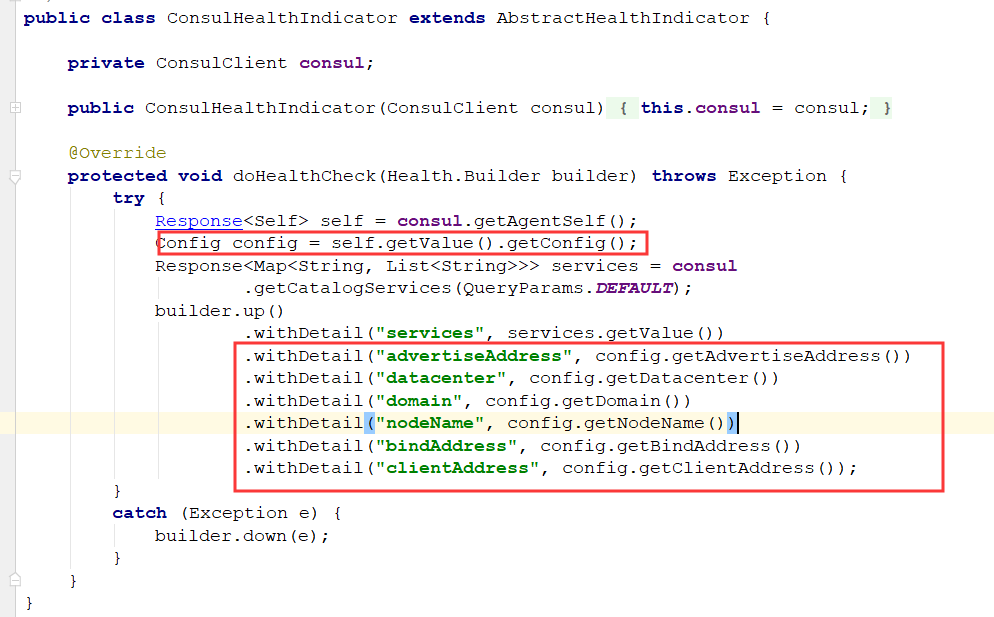 public class ConsulHealthIndicator extends AbstractHealthIndicator {
private ConsulClient consul;
public ConsulHealthIndicator(ConsulClient consul) { this.consul = consul; }
@Override
protected void doHealthCheck(Health.Builder builder) throws Exception {
try {
Response<Self> self = consul.getAgentSelf();
Config config = self.getValue().getConfig();
Response<Map<String, List<String>>> services = consul
.getCatalogServices(QueryParams.DEFAULT);
builder.up()
.withDetail("services", services.getValue())
.withDetail("advertiseAddress", config.getAdvertiseAddress())
.withDetail("datacenter", config.getDatacenter())
.withDetail("domain", config.getDomain())
.withDetail("nodeName", config.getNodeName())
.withDetail("bindAddress", config.getBindAddress())
.withDetail("clientAddress", config.getClientAddress());
}
catch (Exception e) {
builder.down(e);
}
}
}